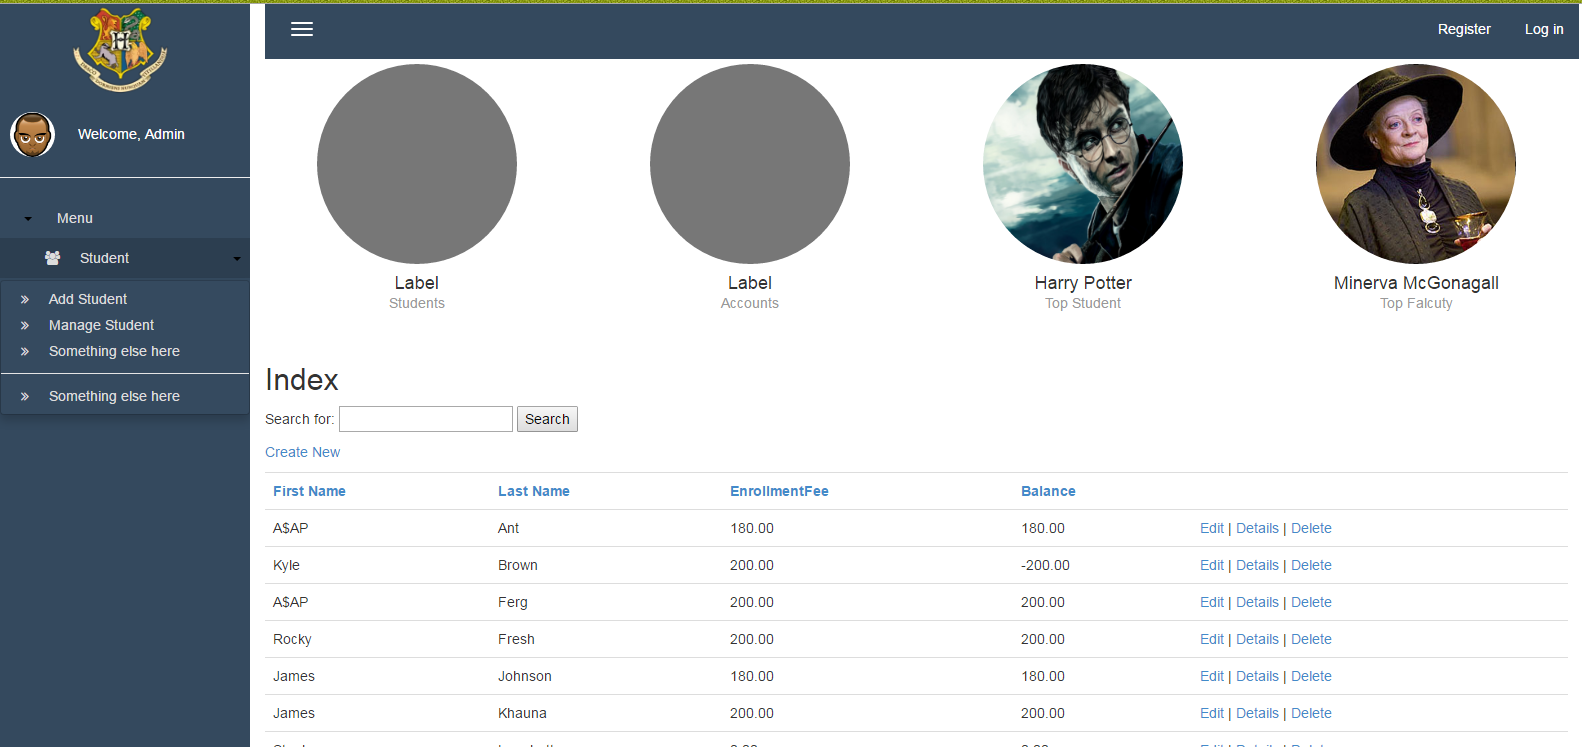 H
Welcome, Admin
Menu
Student
Add Student
Manage Student
Something else here
Something else here
Register Log in
Label
Students
Label
Accounts
Harry Potter
Top Student
Minerva McGonagall
Top Falcuty
Index
Search for: Search
Create New
First Name Last Name EnrollmentFee Balance
A$AP Ant 180.00 180.00 Edit | Details | Delete
Kyle Brown 200.00 -200.00 Edit | Details | Delete
A$AP Ferg 200.00 200.00 Edit | Details | Delete
Rocky Fresh 200.00 200.00 Edit | Details | Delete
James Johnson 180.00 180.00 Edit | Details | Delete
James Khauna 200.00 200.00 Edit | Details | Delete